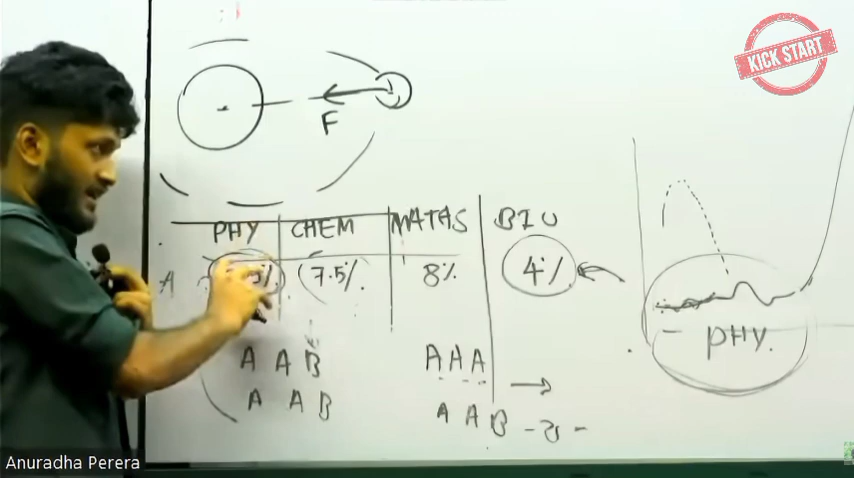 KICK START
F
PHY CHEM MATHS BIO
A 7.5% 8% 4%
PHY.
A A B A A A
A A B A A B
Anuradha Perera